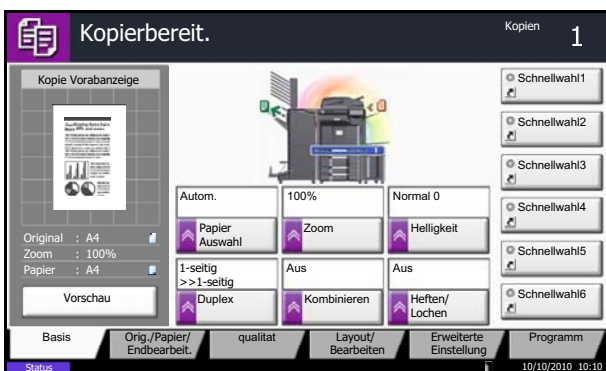 Kopierbereit.
Kopien
1
Kopie Vorabanzeige
Original : A4
Zoom : 100%
Papier : A4
Vorschau
Autom.
Papier
Auswahl
100%
Zoom
Normal 0
Helligkeit
1-seitig
>>1-seitig
Duplex
Aus
Kombinieren
Aus
Heften/
Lochen
Schnellwahl1
Schnellwahl2
Schnellwahl3
Schnellwahl4
Schnellwahl5
Schnellwahl6
Basis
Orig./Papier/
Endbearbeit.
qualitat
Layout/
Bearbeiten
Erweiterte
Einstellung
Programm
Status
10/10/2010 10:10